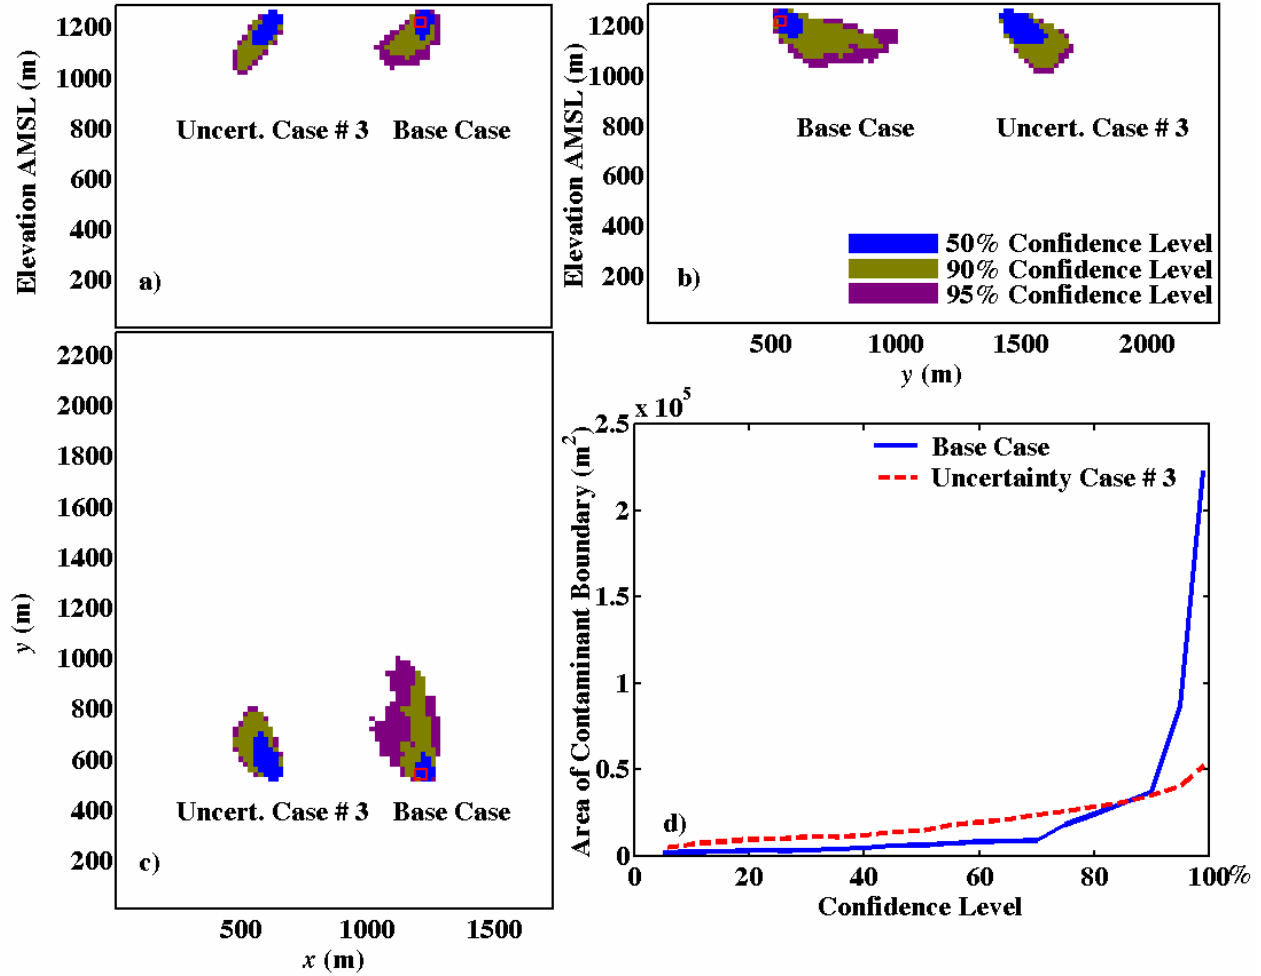 Elevation AMSL (m)
1200
1000
800
600
400
200
Uncert. Case # 3
Base Case
a)
Elevation AMSL (m)
1200
1000
800
600
400
200
Base Case
Uncert. Case # 3
50% Confidence Level
90% Confidence Level
95% Confidence Level
b)
500
1000
1500
2000
y (m)
y (m)
2200
2000
1800
1600
1400
1200
1000
800
600
400
200
Uncert. Case # 3
Base Case
c)
500
1000
1500
x (m)
x 10⁵
Area of Contaminant Boundary (m²)
2.5
2
1.5
1
0.5
0
Base Case
Uncertainty Case # 3
d)
0
20
40
60
80
100%
Confidence Level